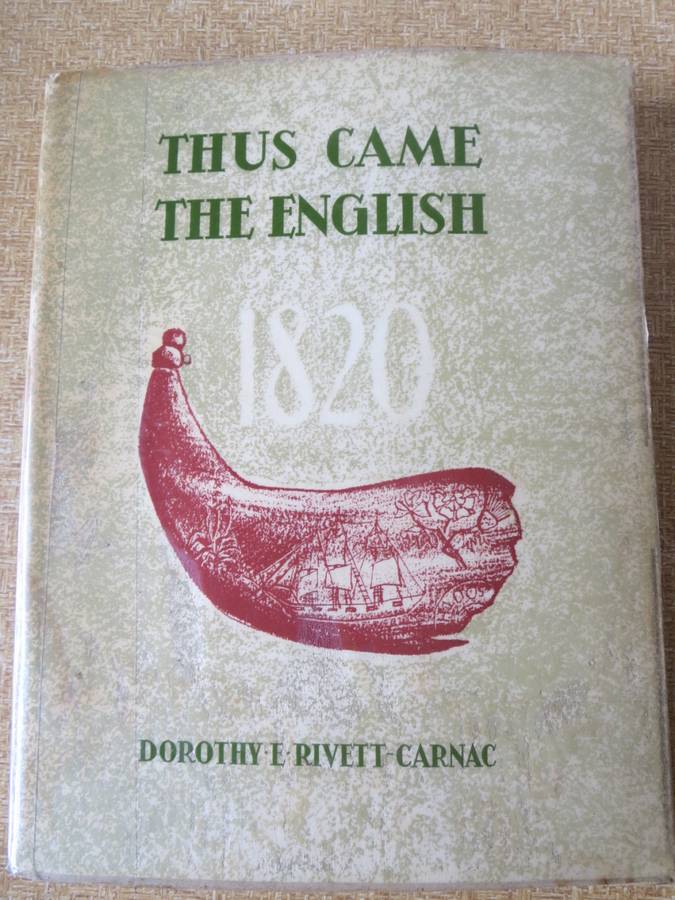 THUS CAME
THE ENGLISH
1820
DOROTHY E RIVETT-CARNAC